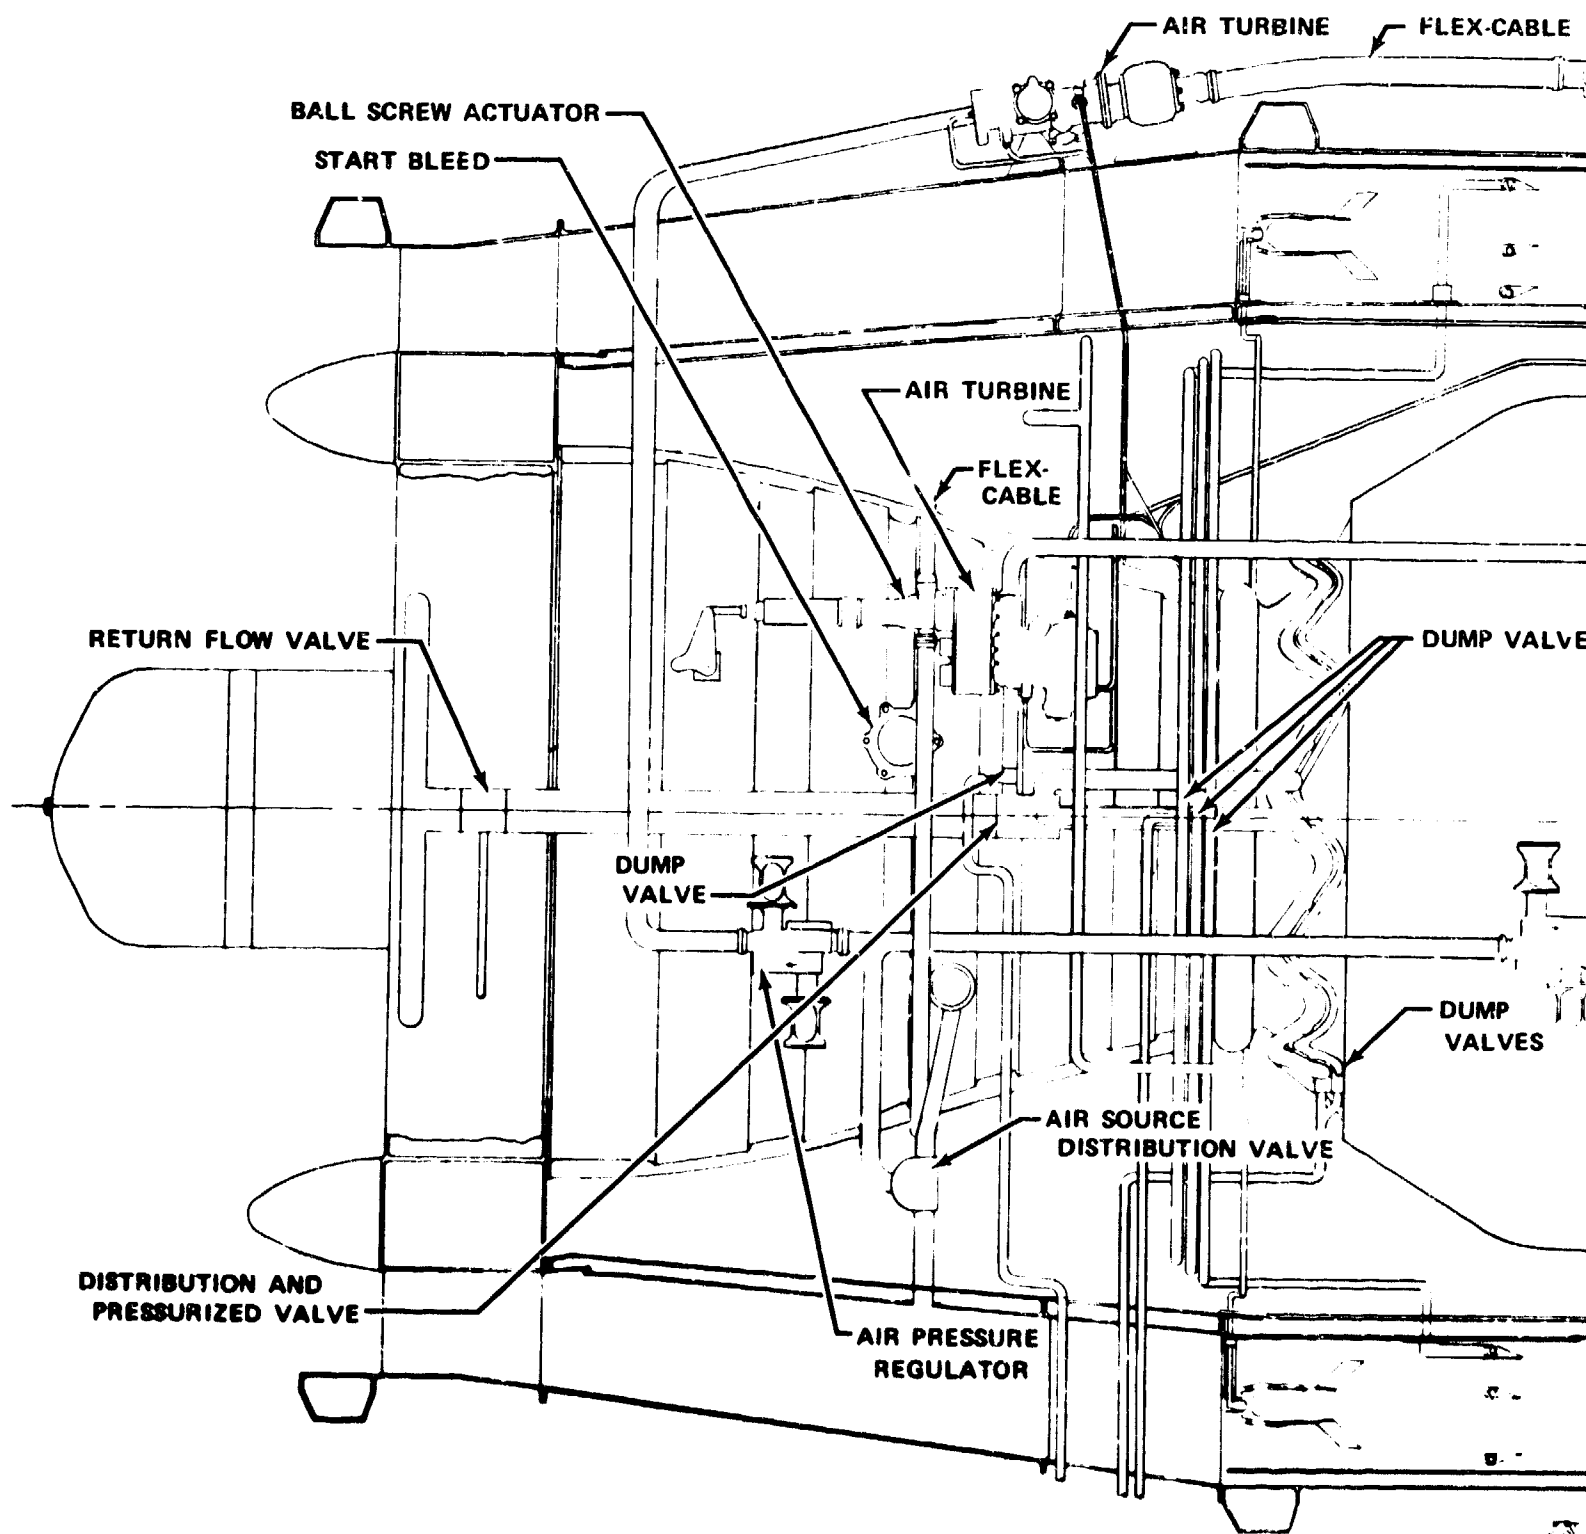 AIR TURBINE
FLEX-CABLE
BALL SCREW ACTUATOR
START BLEED
AIR TURBINE
FLEX-
CABLE
RETURN FLOW VALVE
DUMP VALVE
DUMP
VALVE
DUMP
VALVES
AIR SOURCE
DISTRIBUTION VALVE
DISTRIBUTION AND
PRESSURIZED VALVE
AIR PRESSURE
REGULATOR